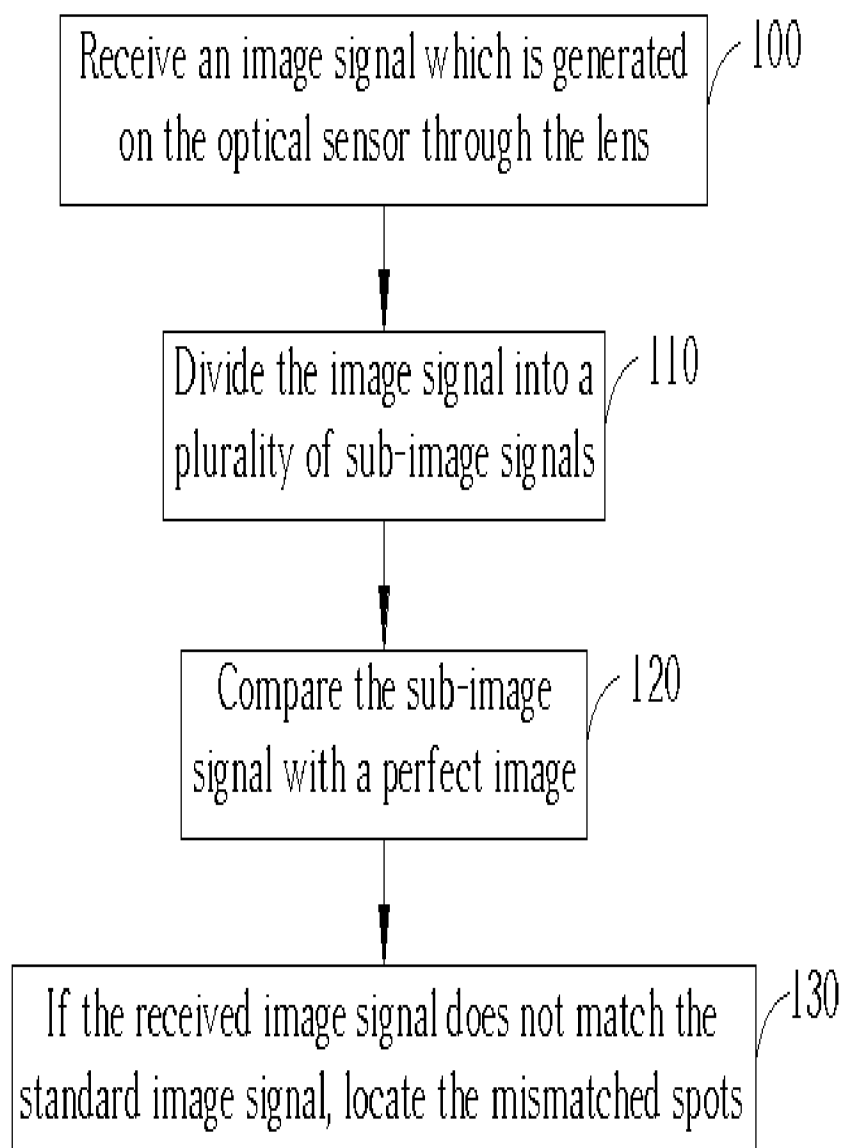 Receive an image signal which is generated
on the optical sensor through the lens
100
Divide the image signal into a
plurality of sub-image signals
110
Compare the sub-image
signal with a perfect image
120
If the received image signal does not match the
standard image signal, locate the mismatched spots
130